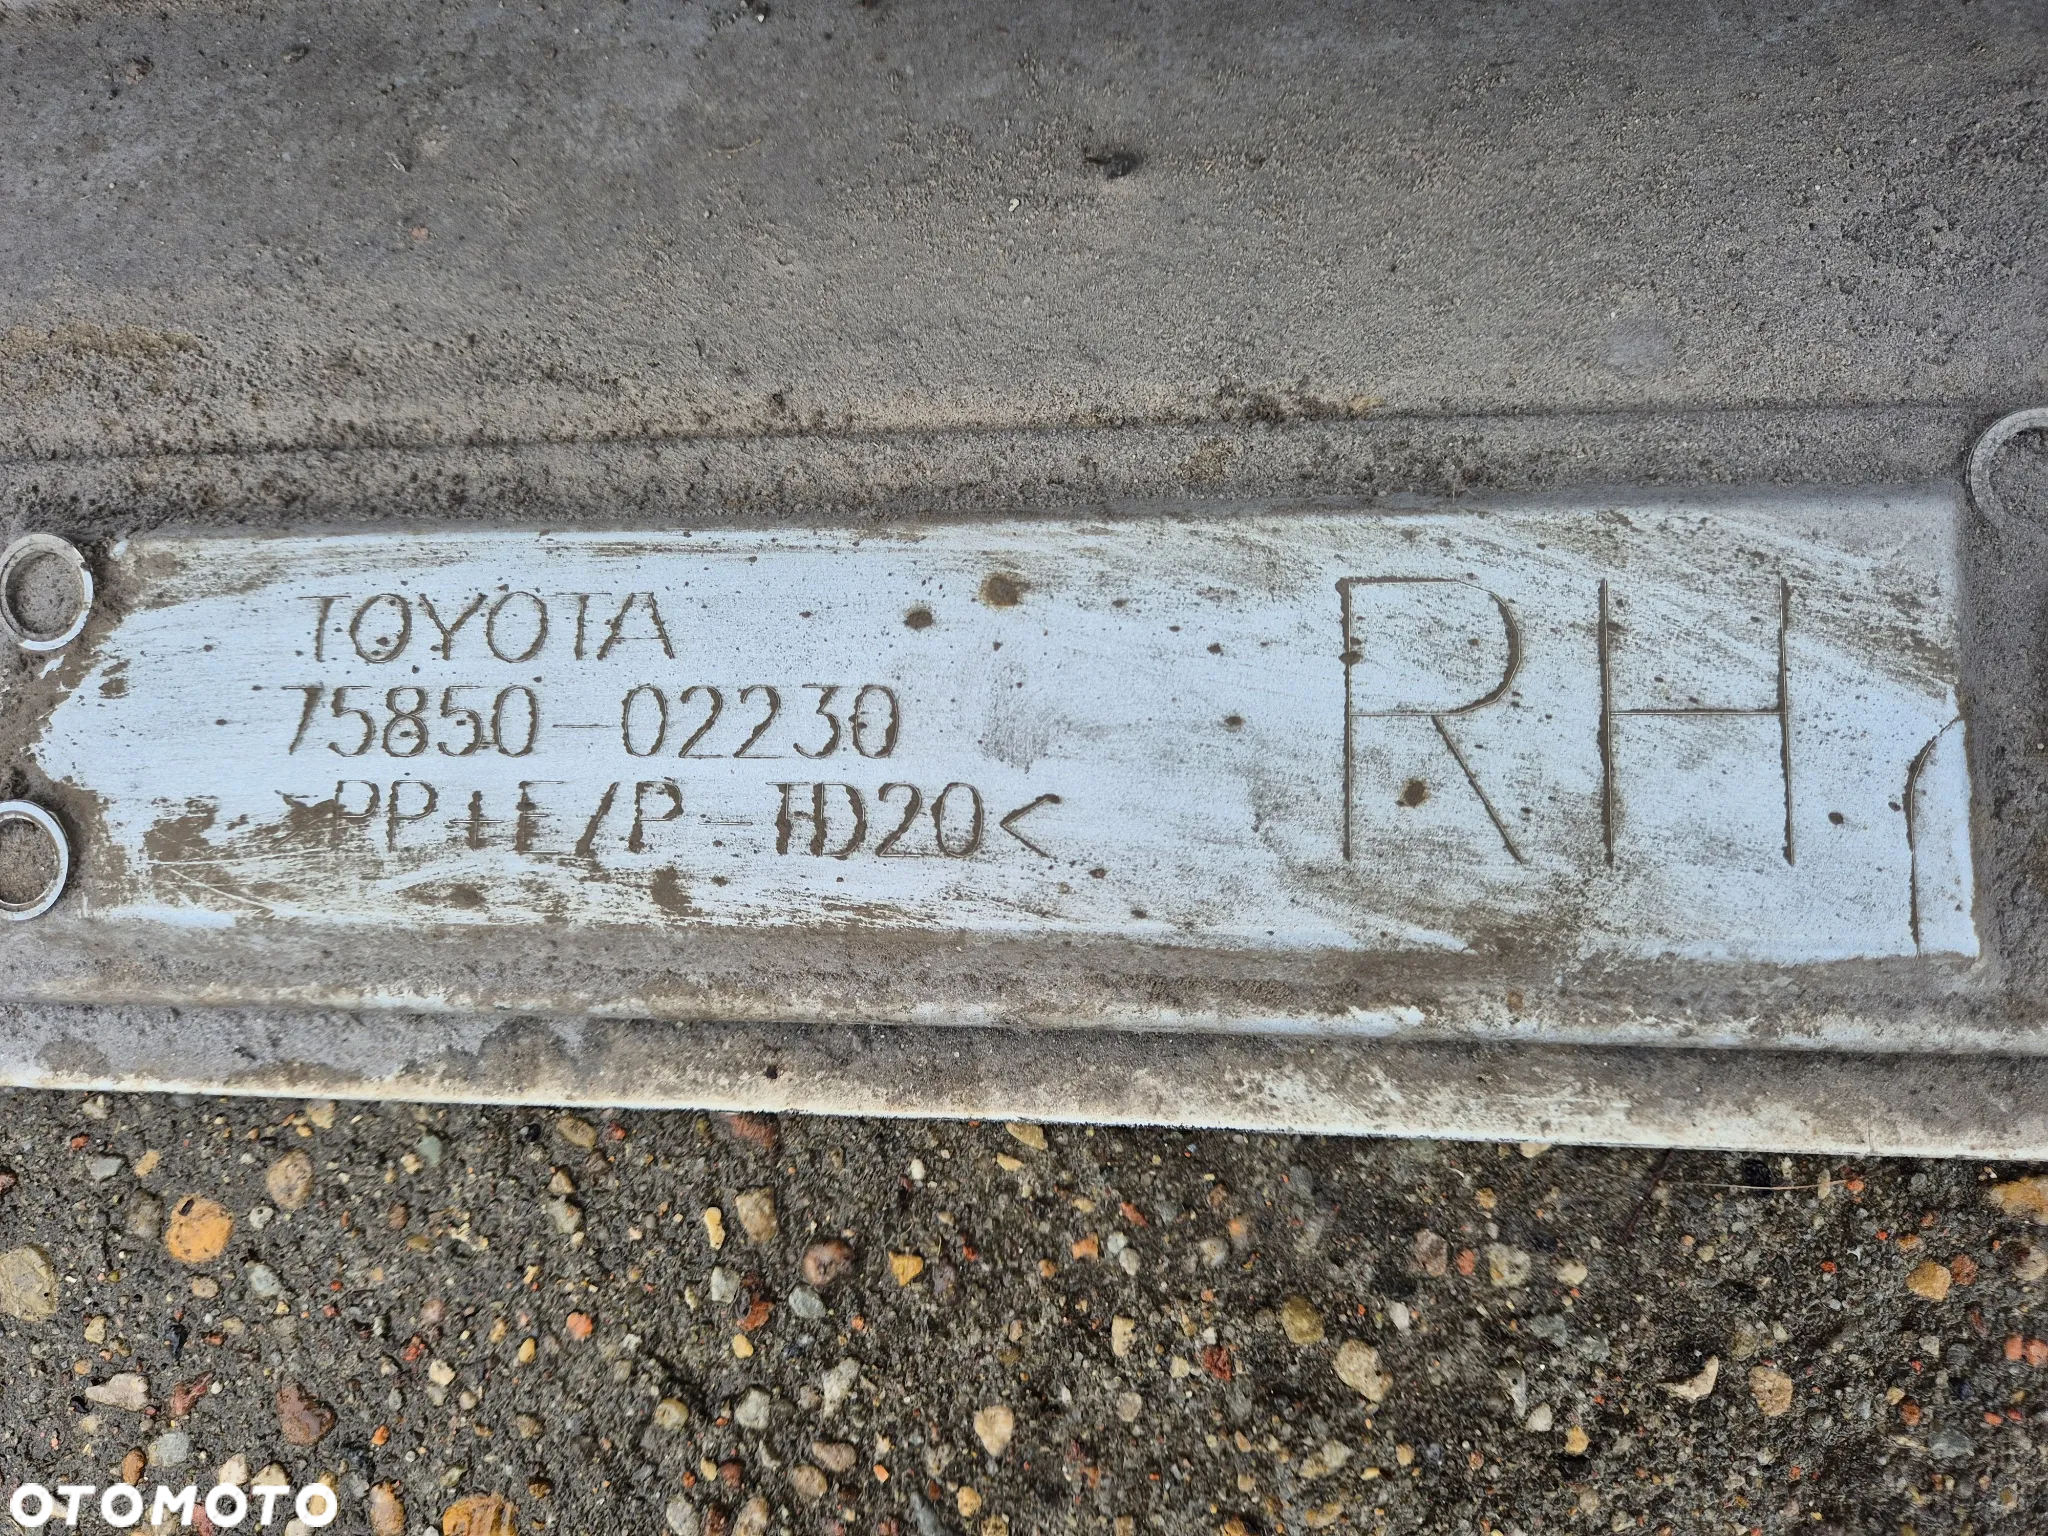 TOYOTA
75850-02230
>PP+E/P-TD20<
RH
OTOMOTO